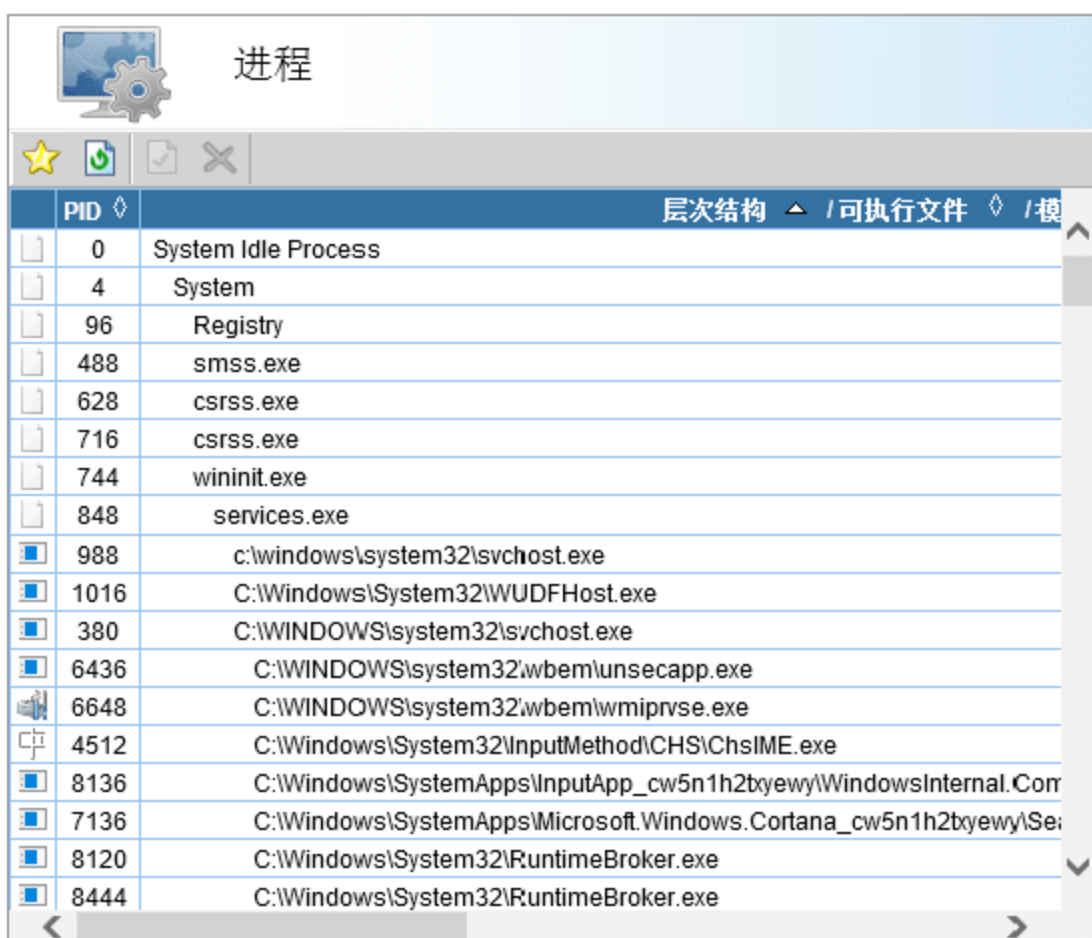 进程
PID 层次结构 /可执行文件 /模
0 System Idle Process
4 System
96 Registry
488 smss.exe
628 csrss.exe
716 csrss.exe
744 wininit.exe
848 services.exe
988 c:\windows\system32\svchost.exe
1016 C:\Windows\System32\WUDFHost.exe
380 C:\WINDOWS\system32\svchost.exe
6436 C:\WINDOWS\system32\wbem\unsecapp.exe
6648 C:\WINDOWS\system32\wbem\wmiprvse.exe
4512 C:\Windows\System32\InputMethod\CHS\ChsIME.exe
8136 C:\Windows\SystemApps\InputApp_cw5n1h2txyewy\WindowsInternal.Com
7136 C:\Windows\SystemApps\Microsoft.Windows.Cortana_cw5n1h2txyewy\Sea
8120 C:\Windows\System32\RuntimeBroker.exe
8444 C:\Windows\System32\RuntimeBroker.exe